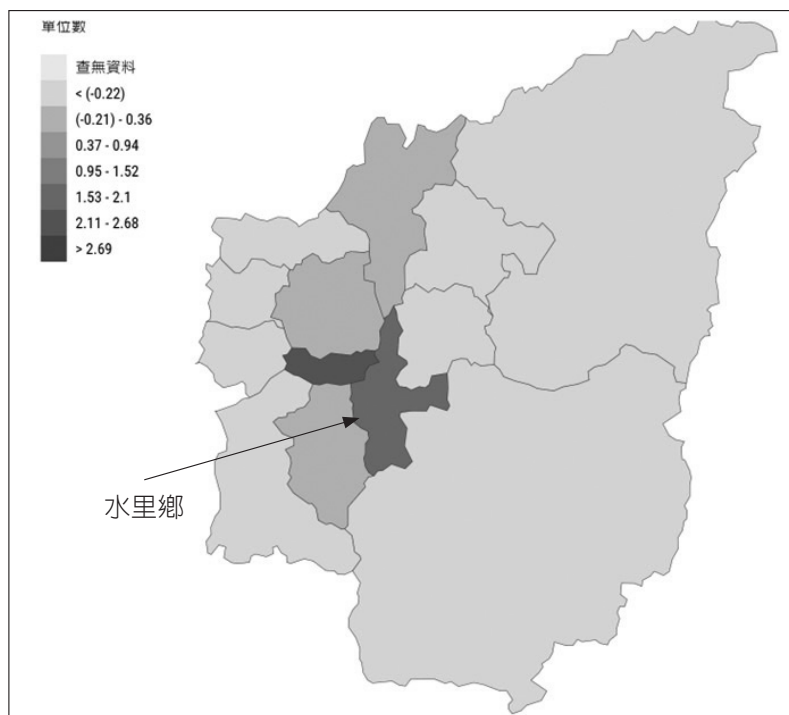 單位數
查無資料
< (-0.22)
(-0.21) - 0.36
0.37 - 0.94
0.95 - 1.52
1.53 - 2.1
2.11 - 2.68
> 2.69
水里鄉